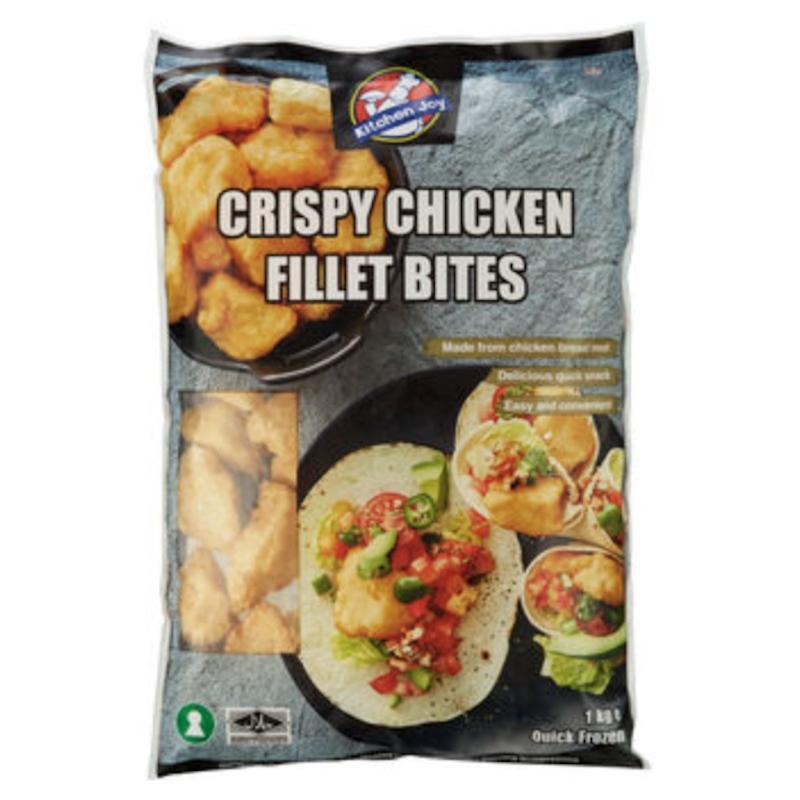 Kitchen Joy
CRISPY CHICKEN
FILLET BITES
Made from chicken breast meat
Delicious quick snack
Easy and convenient
1 kg e
Quick Frozen